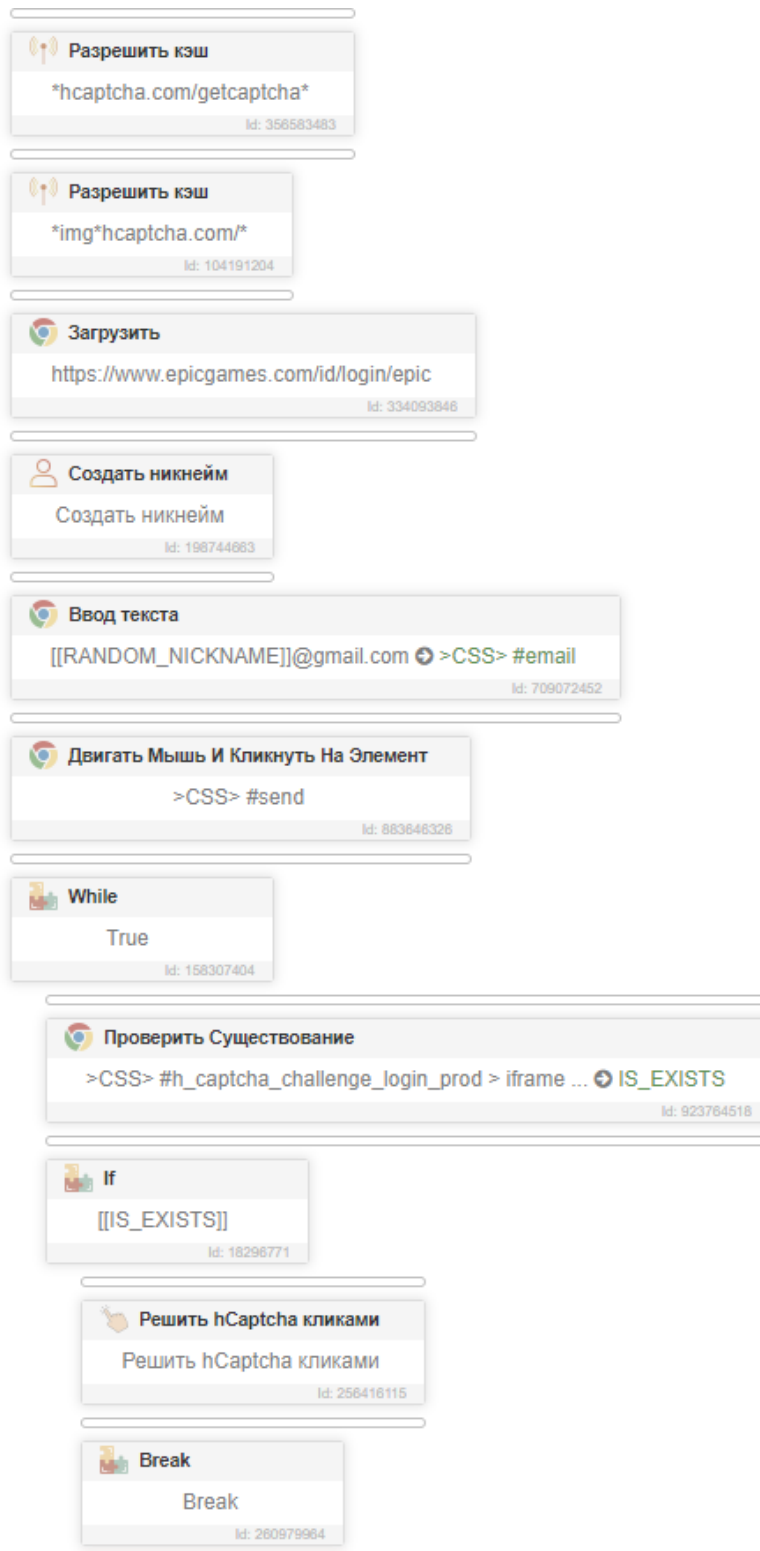 Разрешить кэш
*hcaptcha.com/getcaptcha*
Id: 356583483
Разрешить кэш
*img*hcaptcha.com/*
Id: 104191204
Загрузить
https://www.epicgames.com/id/login/epic
Id: 334093846
Создать никнейм
Создать никнейм
Id: 198744663
Ввод текста
[[RANDOM_NICKNAME]]@gmail.com >CSS> #email
Id: 709072452
Двигать Мышь И Кликнуть На Элемент
>CSS> #send
Id: 883646326
While
True
Id: 158307404
Проверить Существование
>CSS> #h_captcha_challenge_login_prod > iframe ... IS_EXISTS
Id: 923764518
If
[[IS_EXISTS]]
Id: 18296771
Решить hCaptcha кликами
Решить hCaptcha кликами
Id: 256416115
Break
Break
Id: 260979964